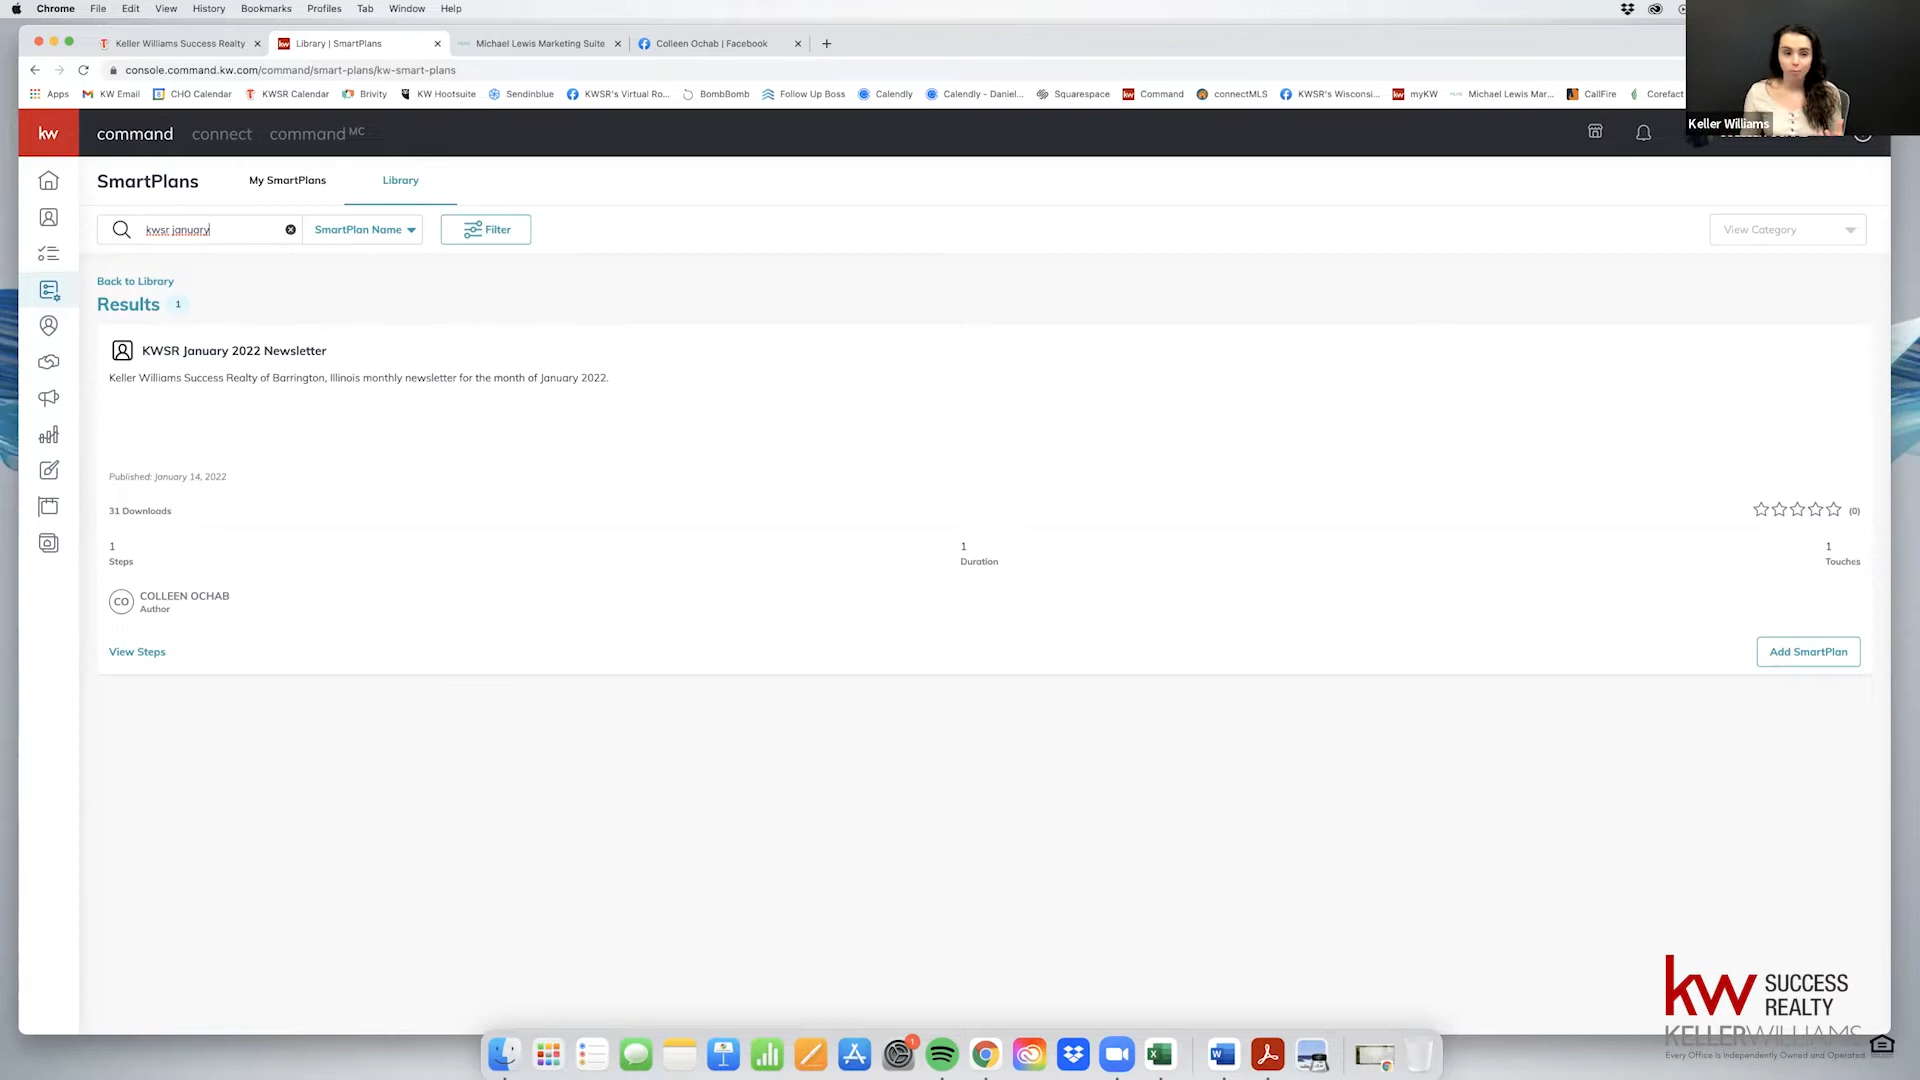 Chrome File Edit View History Bookmarks Profiles Tab Window Help
Keller Williams Success Realty
Library | SmartPlans
Michael Lewis Marketing Suite
Colleen Ochab | Facebook
console.command.kw.com/command/smart-plans/kw-smart-plans
Apps KW Email CHO Calendar KWSR Calendar Brivity KW Hootsuite Sendinblue KWSR's Virtual Ro... BombBomb Follow Up Boss Calendly Calendly - Daniel... Squarespace Command connectMLS KWSR's Wisconsi... myKW Michael Lewis Mar... CallFire Corefact
Keller Williams
kw command connect command MC
SmartPlans My SmartPlans Library
kwsr january SmartPlan Name Filter View Category
Back to Library
Results 1
KWSR January 2022 Newsletter
Keller Williams Success Realty of Barrington, Illinois monthly newsletter for the month of January 2022.
Published: January 14, 2022
31 Downloads (0)
1 1 1
Steps Duration Touches
CO COLLEEN OCHAB
Author
View Steps Add SmartPlan
kw SUCCESS
REALTY
KELLERWILLIAMS
Every Office Is Independently Owned and Operated
1